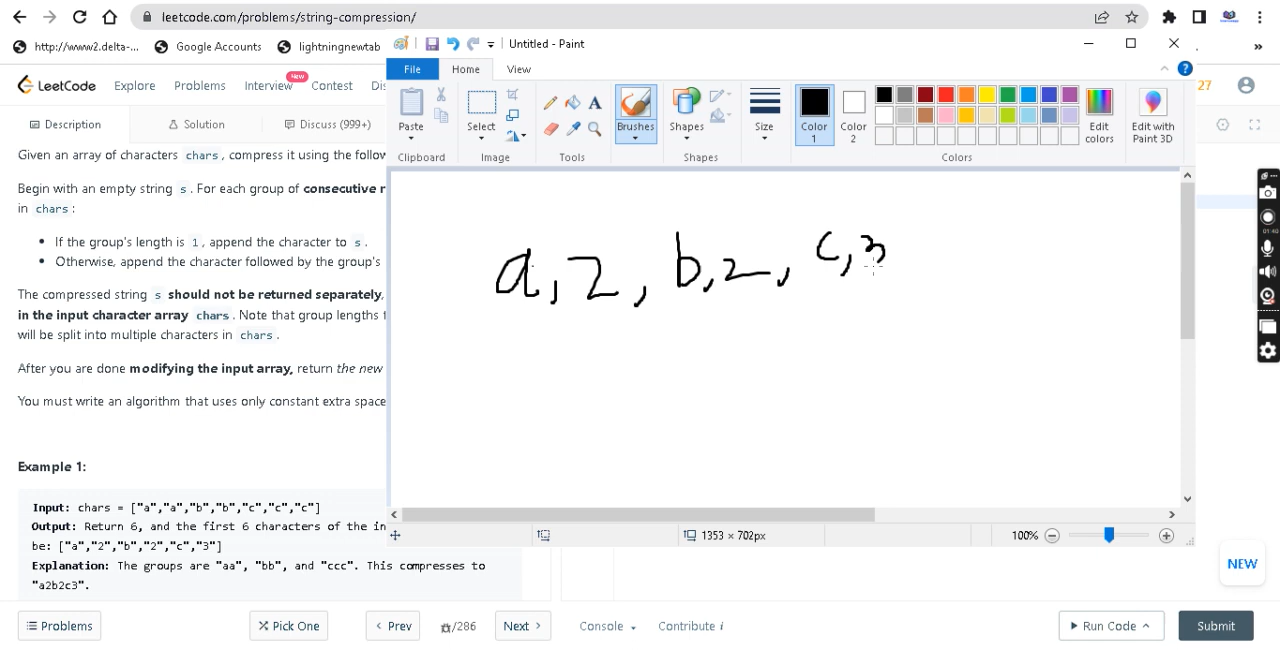 leetcode.com/problems/string-compression/
http://www2.delta-... Google Accounts lightningnewtab »
Untitled - Paint
File Home View
LeetCode Explore Problems Interview New Contest Dis 27
Paste Select Brushes Shapes Size Color 1 Color 2 Edit colors Edit with Paint 3D
Clipboard Image Tools Shapes Colors
Description Solution Discuss (999+)
Given an array of characters chars, compress it using the follow
Begin with an empty string s. For each group of consecutive r
in chars:
• If the group's length is 1, append the character to s.
• Otherwise, append the character followed by the group's
The compressed string s should not be returned separately,
in the input character array chars. Note that group lengths
will be split into multiple characters in chars.
After you are done modifying the input array, return the new
You must write an algorithm that uses only constant extra space
a, 2, b, 2, c, 3
01:40
Example 1:
Input: chars = ["a","a","b","b","c","c","c"]
Output: Return 6, and the first 6 characters of the in
be: ["a","2","b","2","c","3"]
Explanation: The groups are "aa", "bb", and "ccc". This compresses to
"a2b2c3".
1353 × 702px 100%
NEW
Problems Pick One < Prev /286 Next > Console Contribute i Run Code Submit